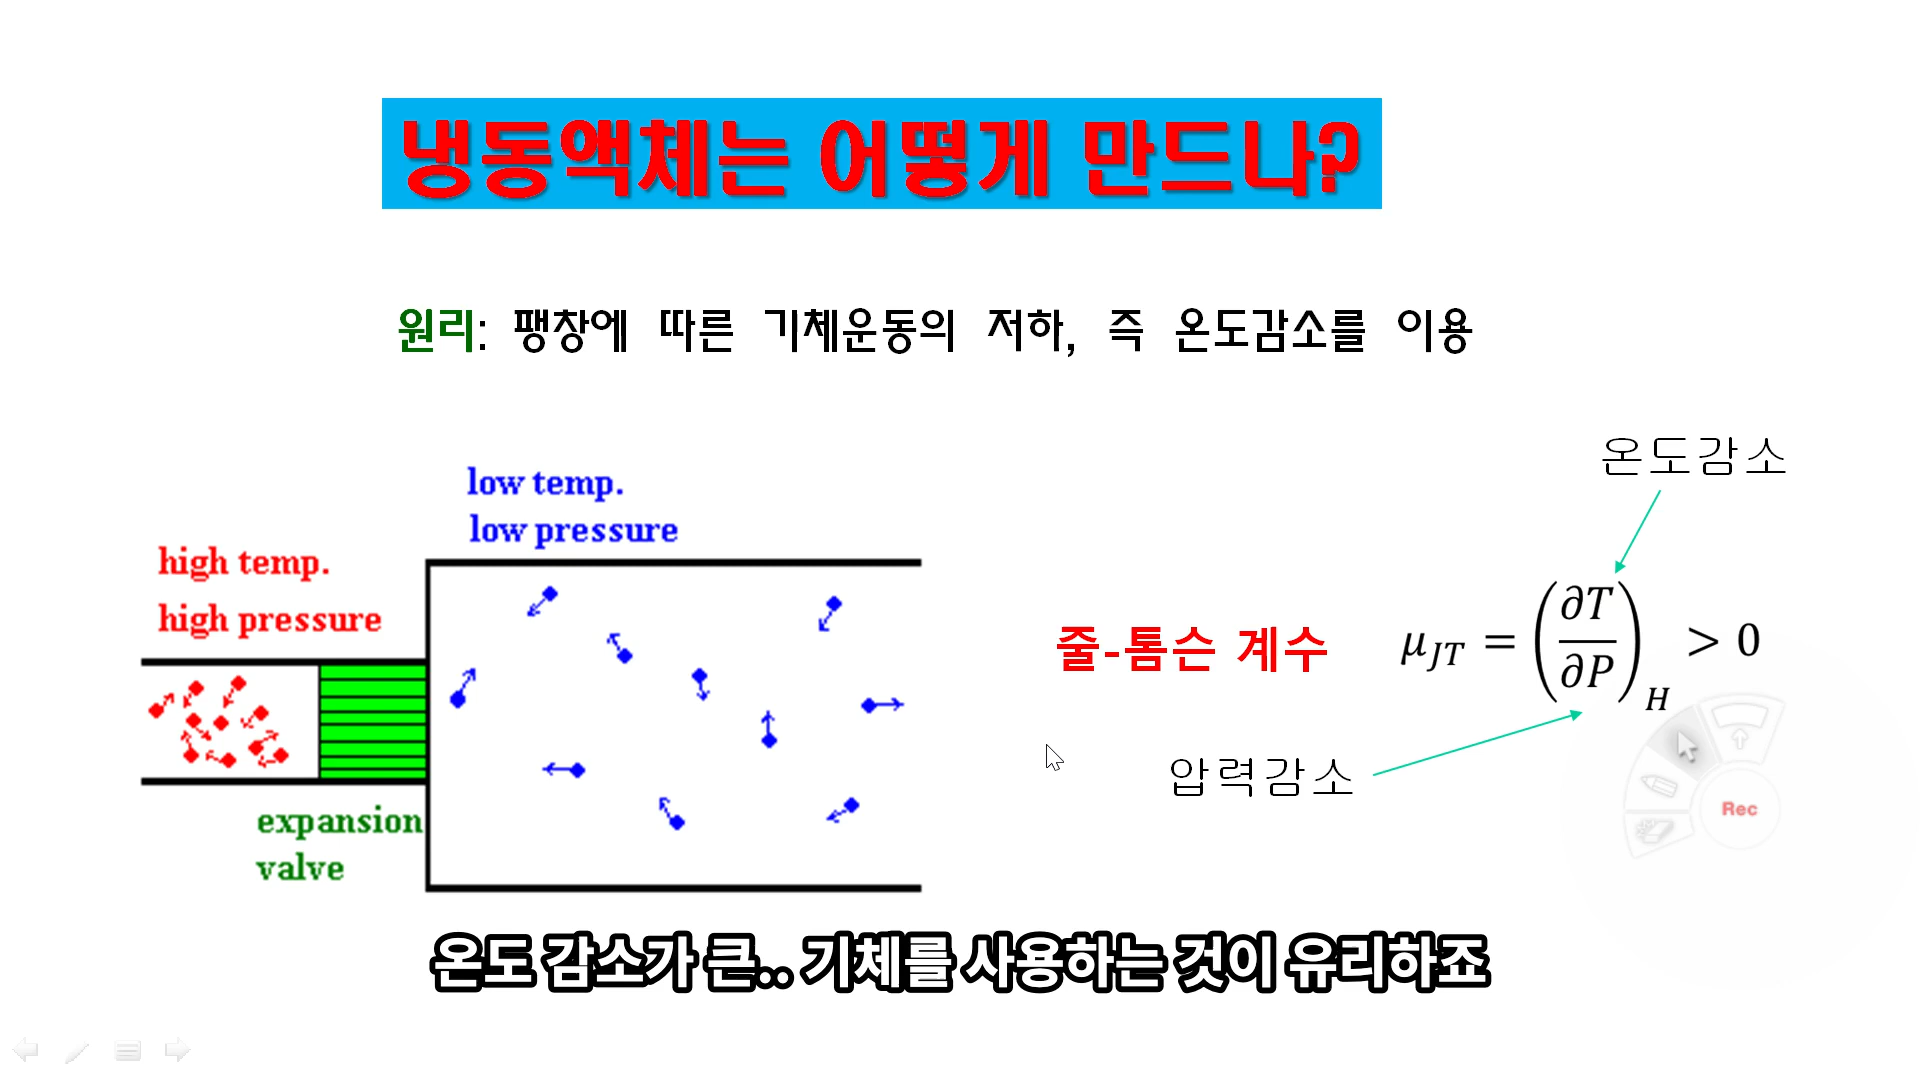 냉동액체는 어떻게 만드나?
원리: 팽창에 따른 기체운동의 저하, 즉 온도감소를 이용
low temp.
low pressure
high temp.
high pressure
expansion
valve
온도감소
줄-톰슨 계수
μ_JT = (∂T/∂P)_H > 0
압력감소
Rec
온도 감소가 큰.. 기체를 사용하는 것이 유리하죠